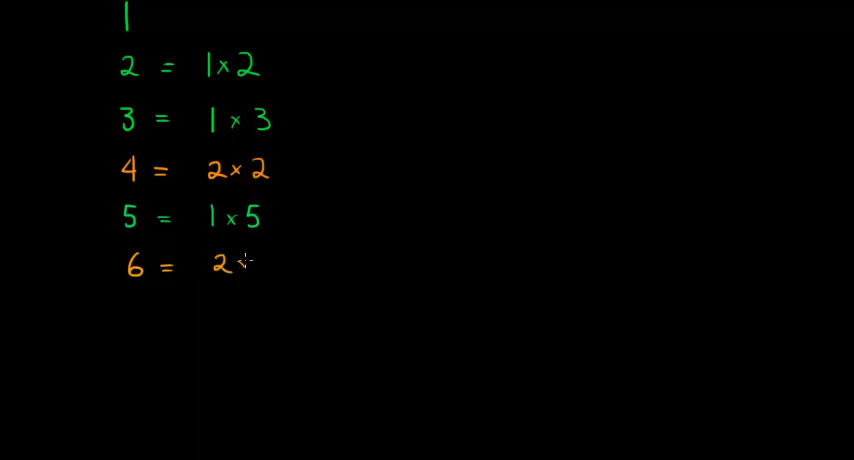 1
2 = 1 × 2
3 = 1 × 3
4 = 2 × 2
5 = 1 × 5
6 = 2